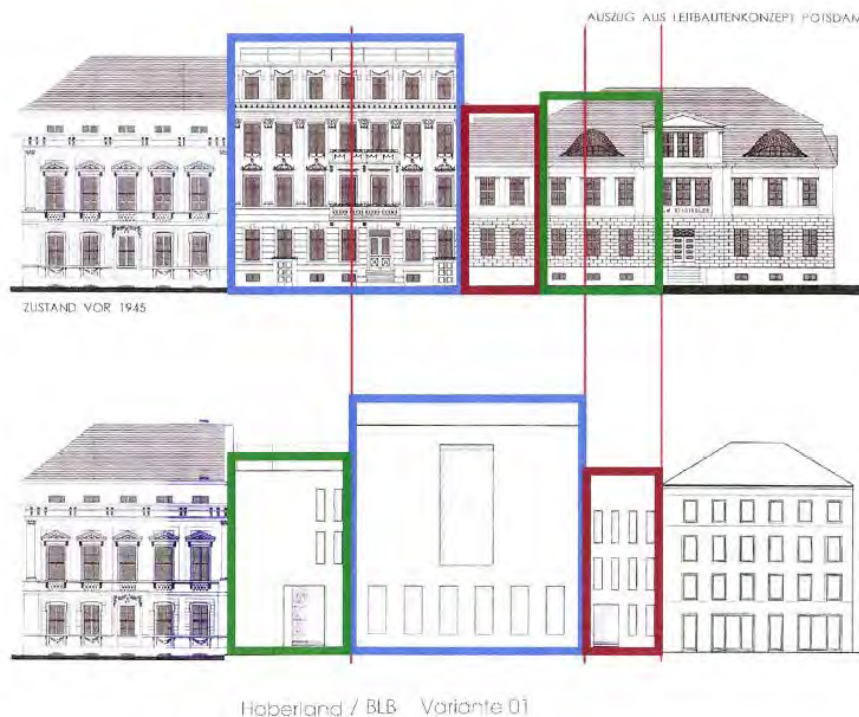 AUSZUG AUS LEITBAUTENKONZEPT POTSDAM
ZUSTAND VOR 1945
Haberland / BLB Variante 01